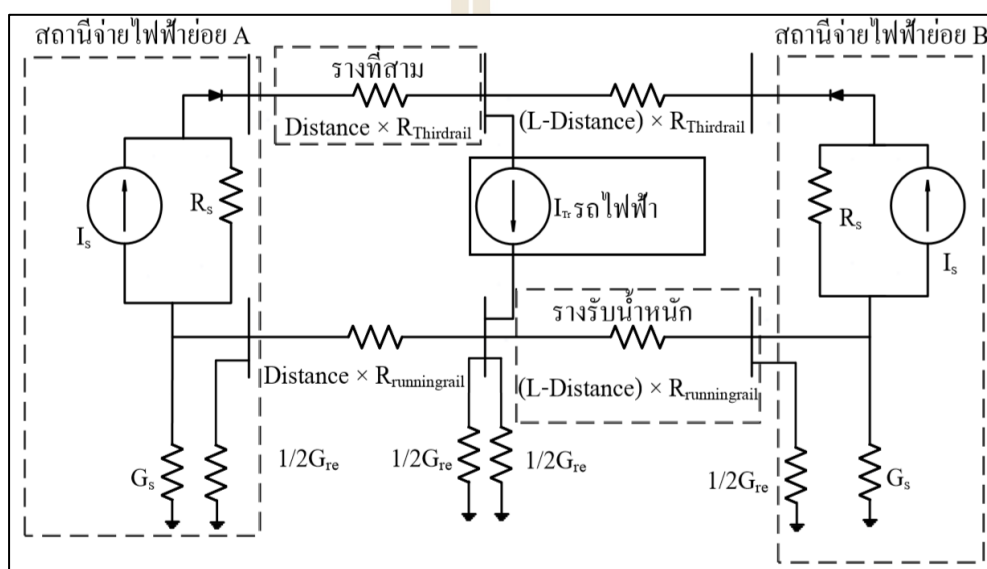 สถานีจ่ายไฟฟ้าย่อย A
สถานีจ่ายไฟฟ้าย่อย B
รางที่สาม
Distance × R_Thirdrail
(L-Distance) × R_Thirdrail
I_s
R_s
I_Tr รถไฟฟ้า
R_s
I_s
รางรับน้ำหนัก
Distance × R_runningrail
(L-Distance) × R_runningrail
G_s
1/2G_re
1/2G_re
1/2G_re
1/2G_re
G_s